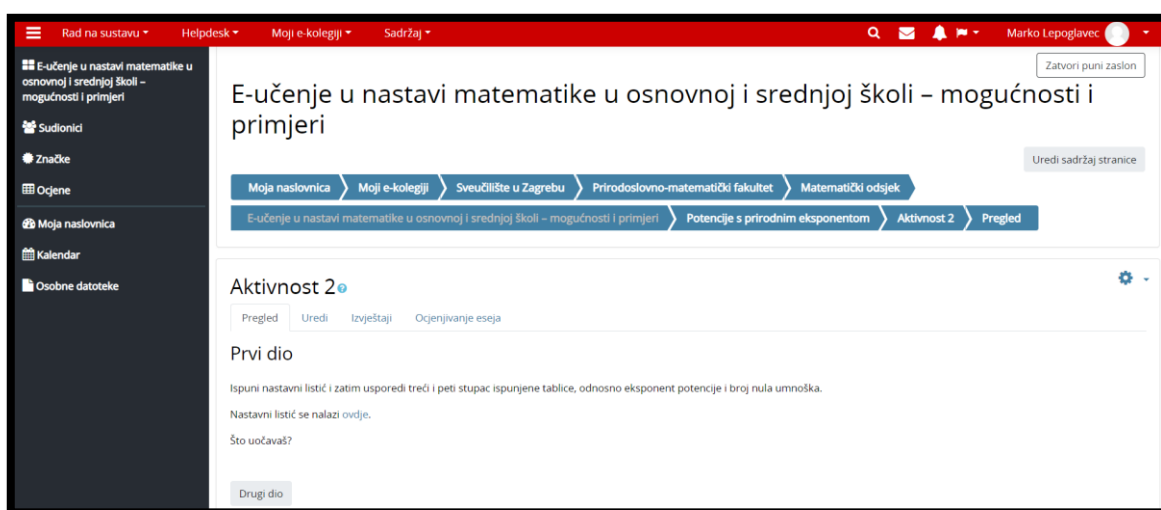 Rad na sustavu Helpdesk Moji e-kolegiji Sadržaj Marko Lepoglavec
E-učenje u nastavi matematike u
osnovnoj i srednjoj školi –
mogućnosti i primjeri
Sudionici
Značke
Ocjene
Moja naslovnica
Kalendar
Osobne datoteke
Zatvori puni zaslon
E-učenje u nastavi matematike u osnovnoj i srednjoj školi – mogućnosti i
primjeri
Uredi sadržaj stranice
Moja naslovnica Moji e-kolegiji Sveučilište u Zagrebu Prirodoslovno-matematički fakultet Matematički odsjek
E-učenje u nastavi matematike u osnovnoj i srednjoj školi – mogućnosti i primjeri Potencije s prirodnim eksponentom Aktivnost 2 Pregled
Aktivnost 2
Pregled Uredi Izvještaji Ocjenjivanje eseja
Prvi dio
Ispuni nastavni listić i zatim usporedi treći i peti stupac ispunjene tablice, odnosno eksponent potencije i broj nula umnoška.
Nastavni listić se nalazi ovdje.
Što uočavaš?
Drugi dio